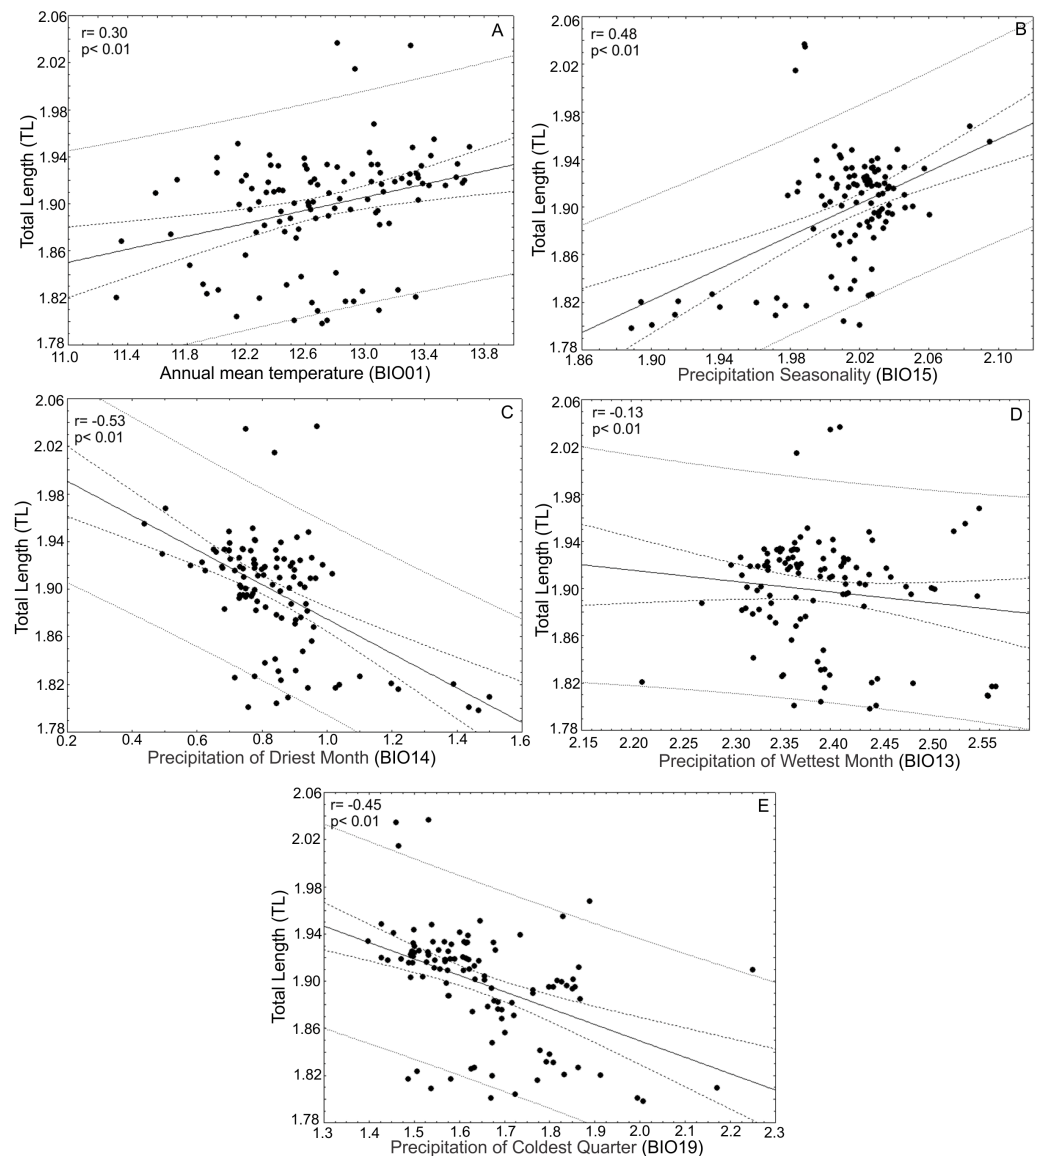 2.06
A
r= 0.30
p< 0.01
2.02
1.98
1.94
1.90
1.86
1.82
1.78
Total Length (TL)
11.0 11.4 11.8 12.2 12.6 13.0 13.4 13.8
Annual mean temperature (BIO01)
2.06
B
r= 0.48
p< 0.01
2.02
1.98
1.94
1.90
1.86
1.82
1.78
Total Length (TL)
1.86 1.90 1.94 1.98 2.02 2.06 2.10
Precipitation Seasonality (BIO15)
2.06
C
r= -0.53
p< 0.01
2.02
1.98
1.94
1.90
1.86
1.82
1.78
Total Length (TL)
0.2 0.4 0.6 0.8 1.0 1.2 1.4 1.6
Precipitation of Driest Month (BIO14)
2.06
D
r= -0.13
p< 0.01
2.02
1.98
1.94
1.90
1.86
1.82
1.78
Total Length (TL)
2.15 2.20 2.25 2.30 2.35 2.40 2.45 2.50 2.55
Precipitation of Wettest Month (BIO13)
2.06
E
r= -0.45
p< 0.01
2.02
1.98
1.94
1.90
1.86
1.82
1.78
Total Length (TL)
1.3 1.4 1.5 1.6 1.7 1.8 1.9 2.0 2.1 2.2 2.3
Precipitation of Coldest Quarter (BIO19)